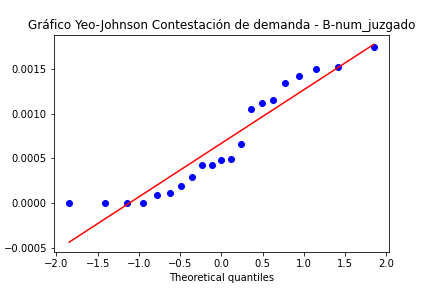 Gráfico Yeo-Johnson Contestación de demanda - B-num_juzgado
0.0015
0.0010
0.0005
0.0000
−0.0005
−2.0 −1.5 −1.0 −0.5 0.0 0.5 1.0 1.5 2.0
Theoretical quantiles